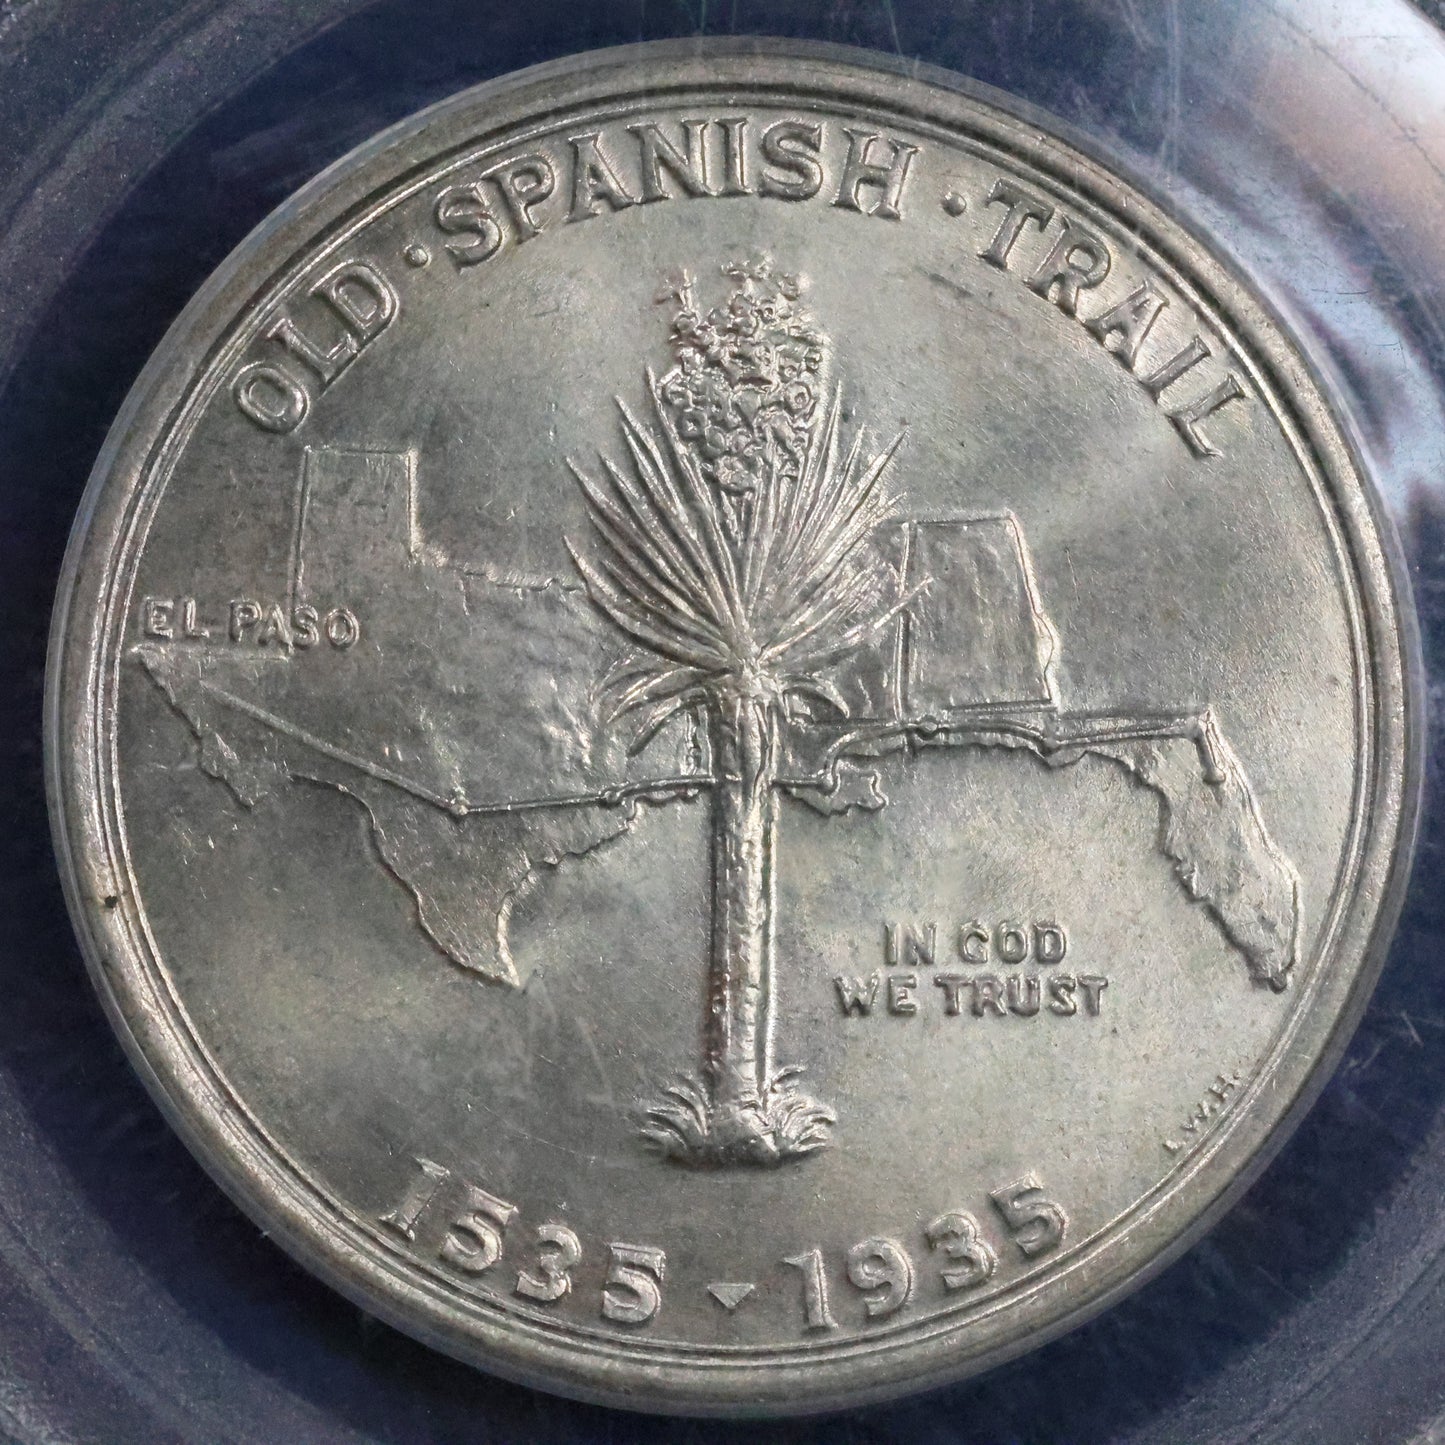 OLD · SPANISH · TRAIL
EL PASO
IN GOD
WE TRUST
L.W.H.
1535 1935